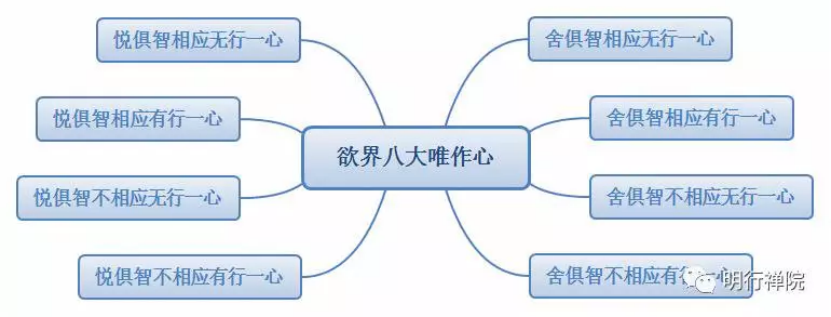 悦俱智相应无行一心
悦俱智相应有行一心
悦俱智不相应无行一心
悦俱智不相应有行一心
欲界八大唯作心
舍俱智相应无行一心
舍俱智相应有行一心
舍俱智不相应无行一心
舍俱智不相应有行一心
明行禅院